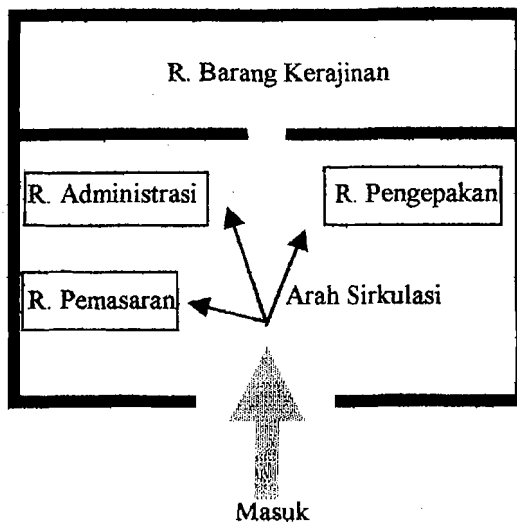 R. Barang Kerajinan
R. Administrasi
R. Pengepakan
R. Pemasaran
Arah Sirkulasi
Masuk